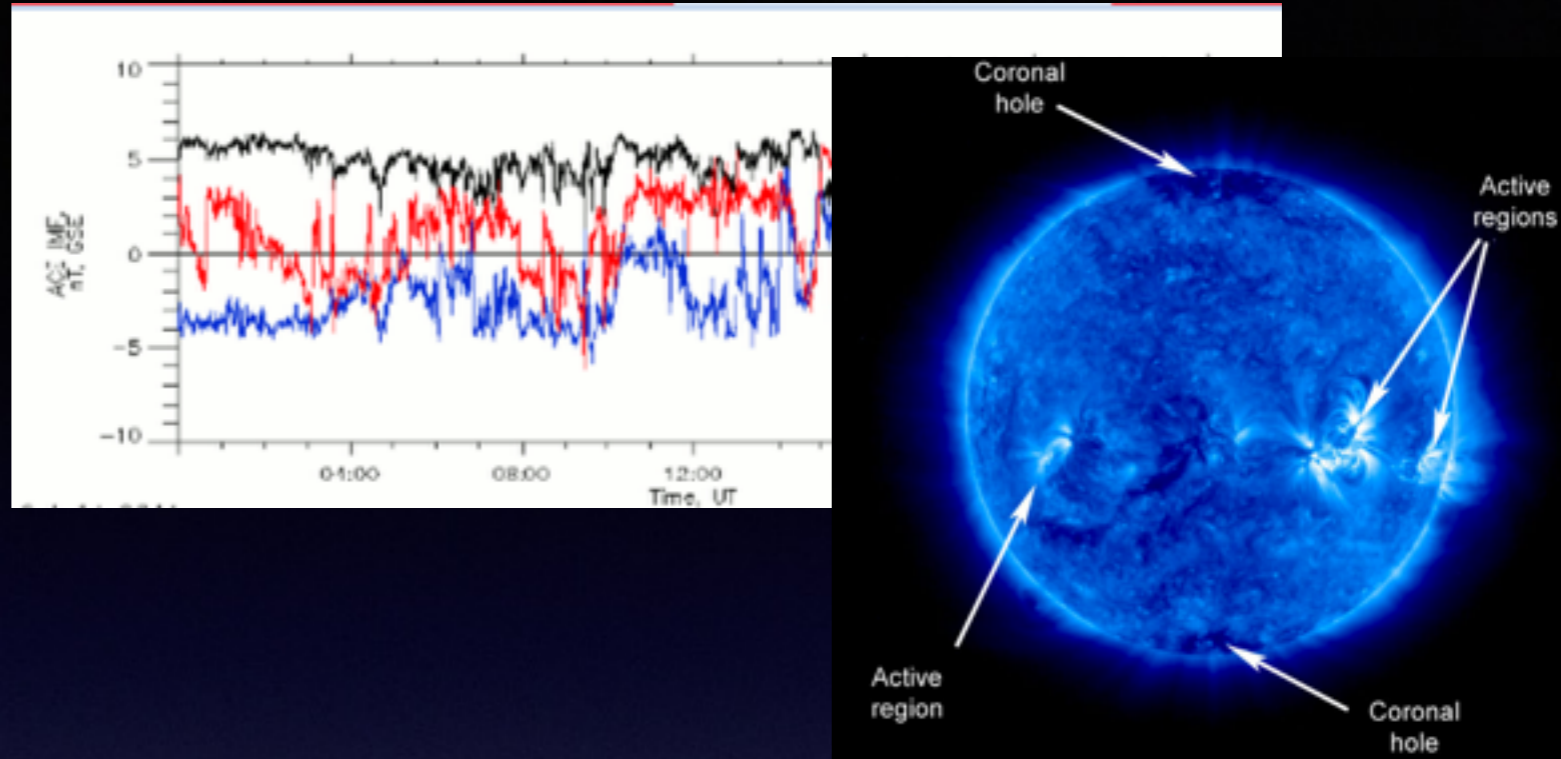 10
5
0
-5
-10
ACE IMF,
nT, GSE
04:00
08:00
12:00
Time, UT
Coronal
hole
Active
regions
Active
region
Coronal
hole